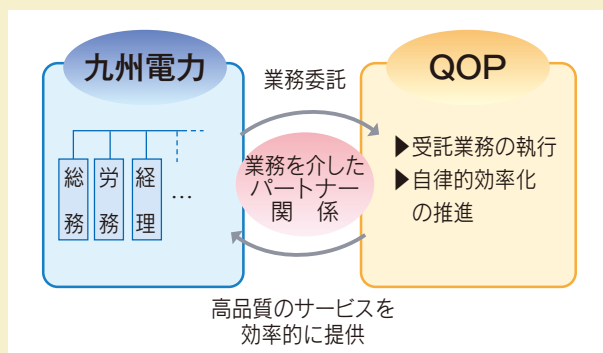 九州電力
総務
労務
経理
…
業務委託
業務を介した
パートナー
関係
高品質のサービスを
効率的に提供
QOP
▶受託業務の執行
▶自律的効率化
の推進